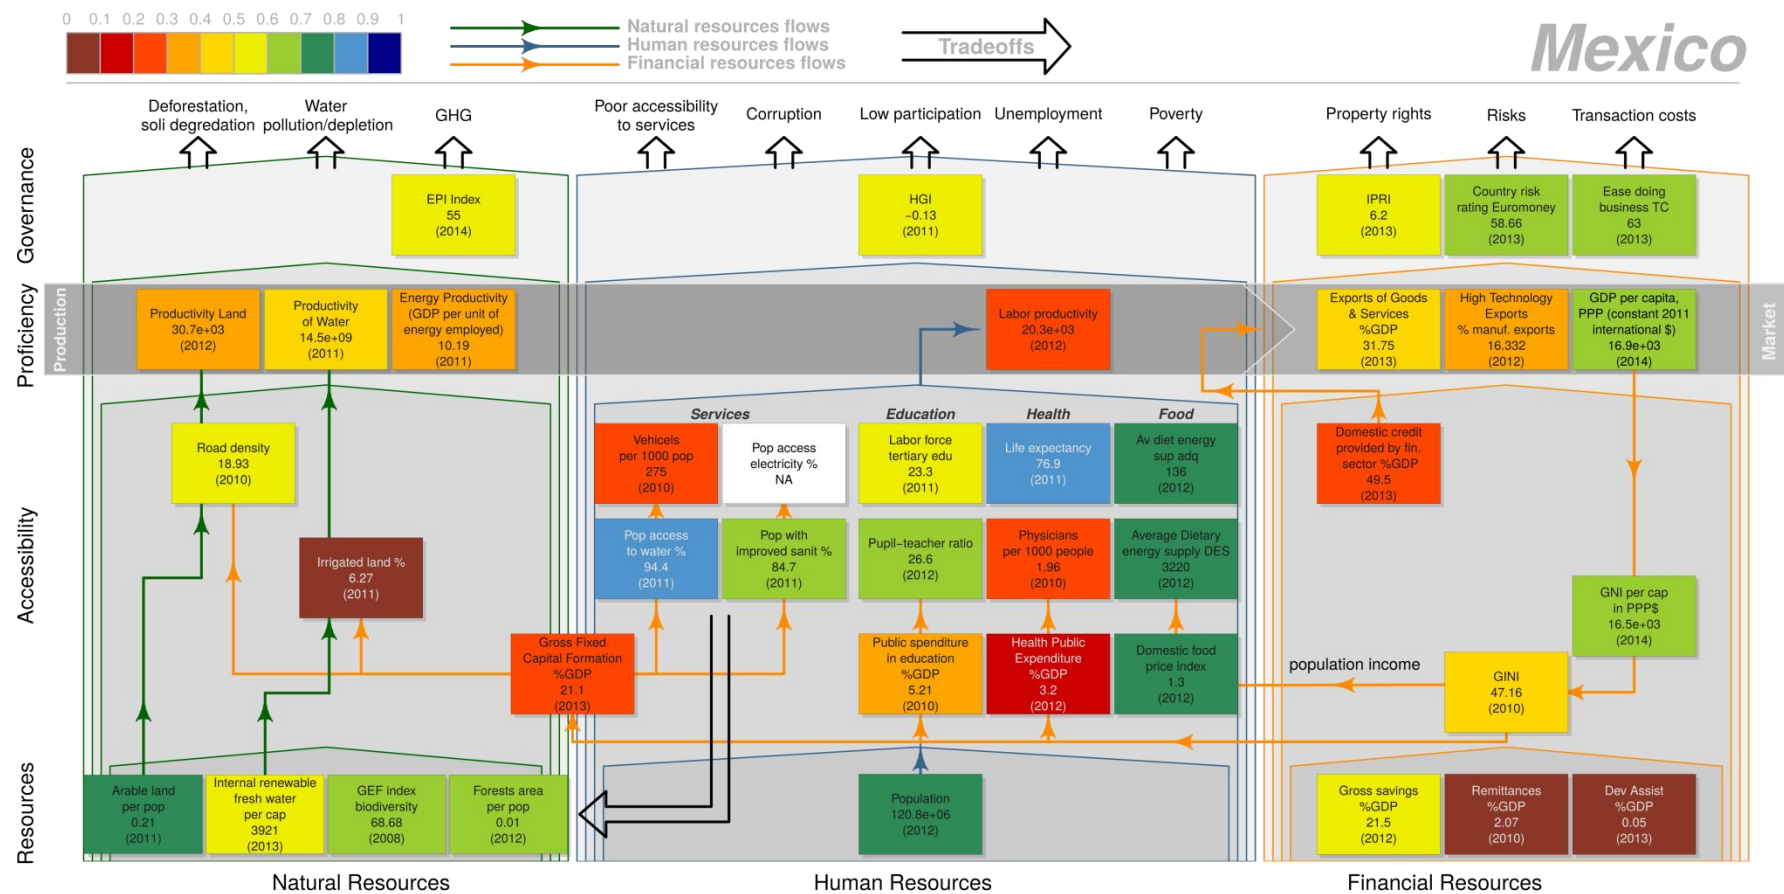 0 0.1 0.2 0.3 0.4 0.5 0.6 0.7 0.8 0.9 1
Natural resources flows
Human resources flows
Financial resources flows
Tradeoffs
Mexico
Deforestation,
soli degredation
Water
pollution/depletion
GHG
Poor accessibility
to services
Corruption
Low participation
Unemployment
Poverty
Property rights
Risks
Transaction costs
Governance
EPI Index
55
(2014)
HGI
−0.13
(2011)
IPRI
6.2
(2013)
Country risk
rating Euromoney
58.66
(2013)
Ease doing
business TC
63
(2013)
Proficiency
Production
Productivity Land
30.7e+03
(2012)
Productivity
of Water
14.5e+09
(2011)
Energy Productivity
(GDP per unit of
energy employed)
10.19
(2011)
Labor productivity
20.3e+03
(2012)
Exports of Goods
& Services
%GDP
31.75
(2013)
High Technology
Exports
% manuf. exports
16.332
(2012)
GDP per capita,
PPP (constant 2011
international $)
16.9e+03
(2014)
Market
Accessibility
Services
Education
Health
Food
Road density
18.93
(2010)
Vehicels
per 1000 pop
275
(2010)
Pop access
electricity %
NA
Labor force
tertiary edu
23.3
(2011)
Life expectancy
76.9
(2011)
Av diet energy
sup adq
136
(2012)
Domestic credit
provided by fin.
sector %GDP
49.5
(2013)
Irrigated land %
6.27
(2011)
Pop access
to water %
94.4
(2011)
Pop with
improved sanit %
84.7
(2011)
Pupil−teacher ratio
26.6
(2012)
Physicians
per 1000 people
1.96
(2010)
Average Dietary
energy supply DES
3220
(2012)
GNI per cap
in PPP$
16.5e+03
(2014)
Gross Fixed
Capital Formation
%GDP
21.1
(2013)
Public spenditure
in education
%GDP
5.21
(2010)
Health Public
Expenditure
%GDP
3.2
(2012)
Domestic food
price index
1.3
(2012)
population income
GINI
47.16
(2010)
Resources
Arable land
per pop
0.21
(2011)
Internal renewable
fresh water
per cap
3921
(2013)
GEF index
biodiversity
68.68
(2008)
Forests area
per pop
0.01
(2012)
Population
120.8e+06
(2012)
Gross savings
%GDP
21.5
(2012)
Remittances
%GDP
2.07
(2010)
Dev Assist
%GDP
0.05
(2013)
Natural Resources
Human Resources
Financial Resources